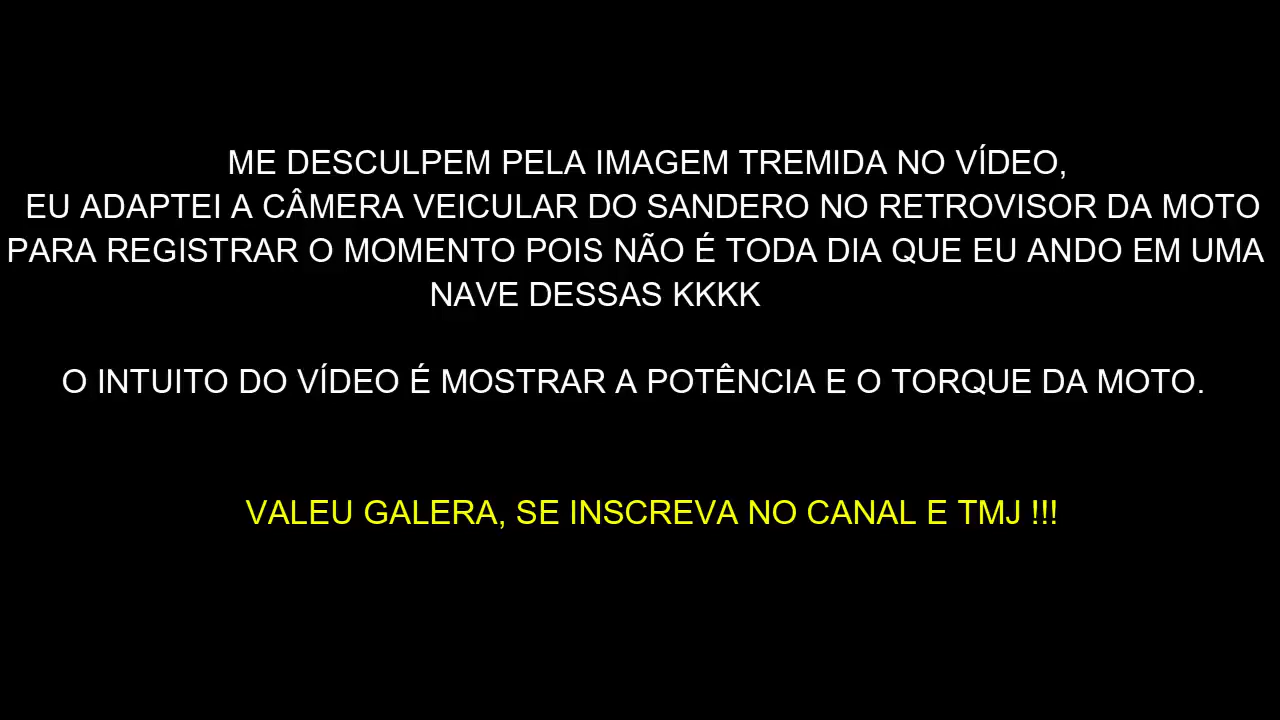 ME DESCULPEM PELA IMAGEM TREMIDA NO VÍDEO,
EU ADAPTEI A CÂMERA VEICULAR DO SANDERO NO RETROVISOR DA MOTO
PARA REGISTRAR O MOMENTO POIS NÃO É TODA DIA QUE EU ANDO EM UMA
NAVE DESSAS KKKK
O INTUITO DO VÍDEO É MOSTRAR A POTÊNCIA E O TORQUE DA MOTO.
VALEU GALERA, SE INSCREVA NO CANAL E TMJ !!!